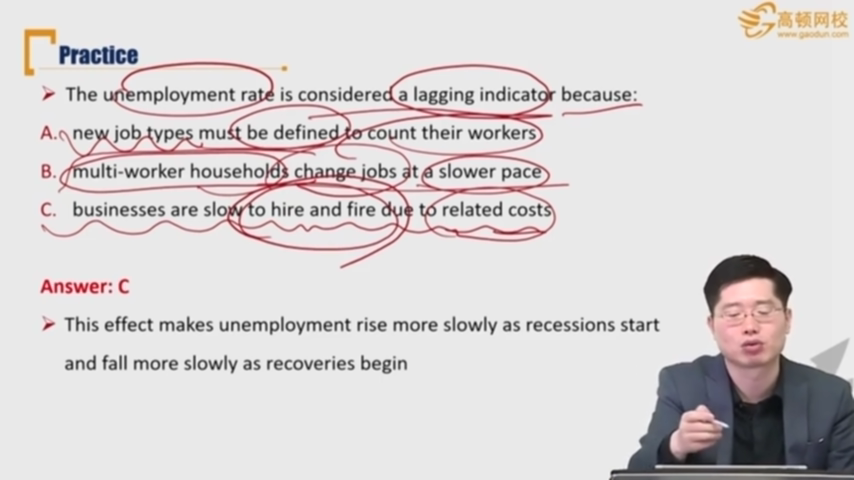 高顿网校
www.gaodun.com
Practice
The unemployment rate is considered a lagging indicator because:
A. new job types must be defined to count their workers
B. multi-worker households change jobs at a slower pace
C. businesses are slow to hire and fire due to related costs
Answer: C
This effect makes unemployment rise more slowly as recessions start
and fall more slowly as recoveries begin